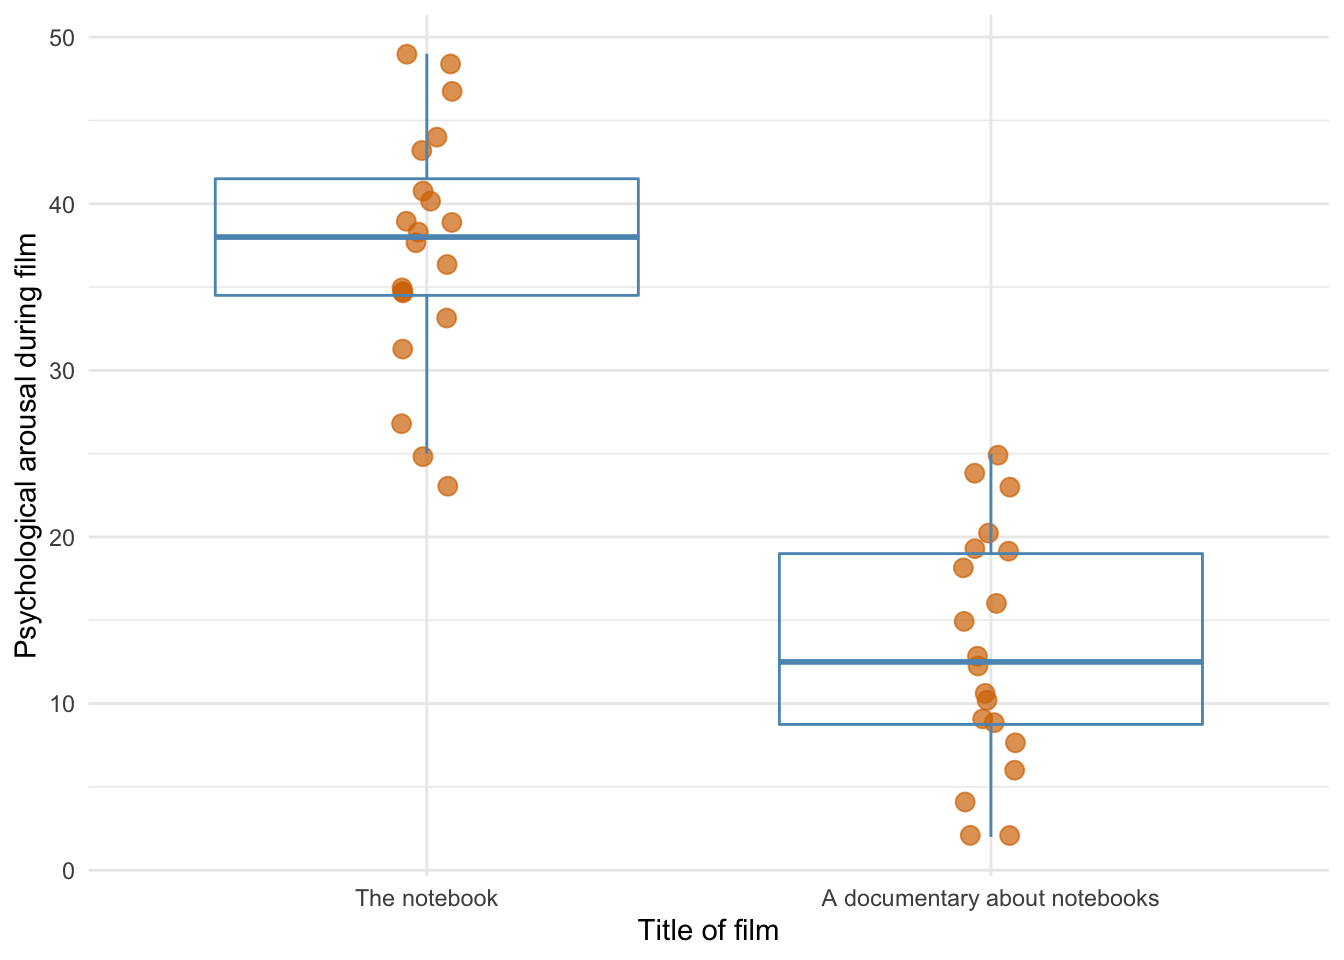 Psychological arousal during film
50
40
30
20
10
0
The notebook
A documentary about notebooks
Title of film